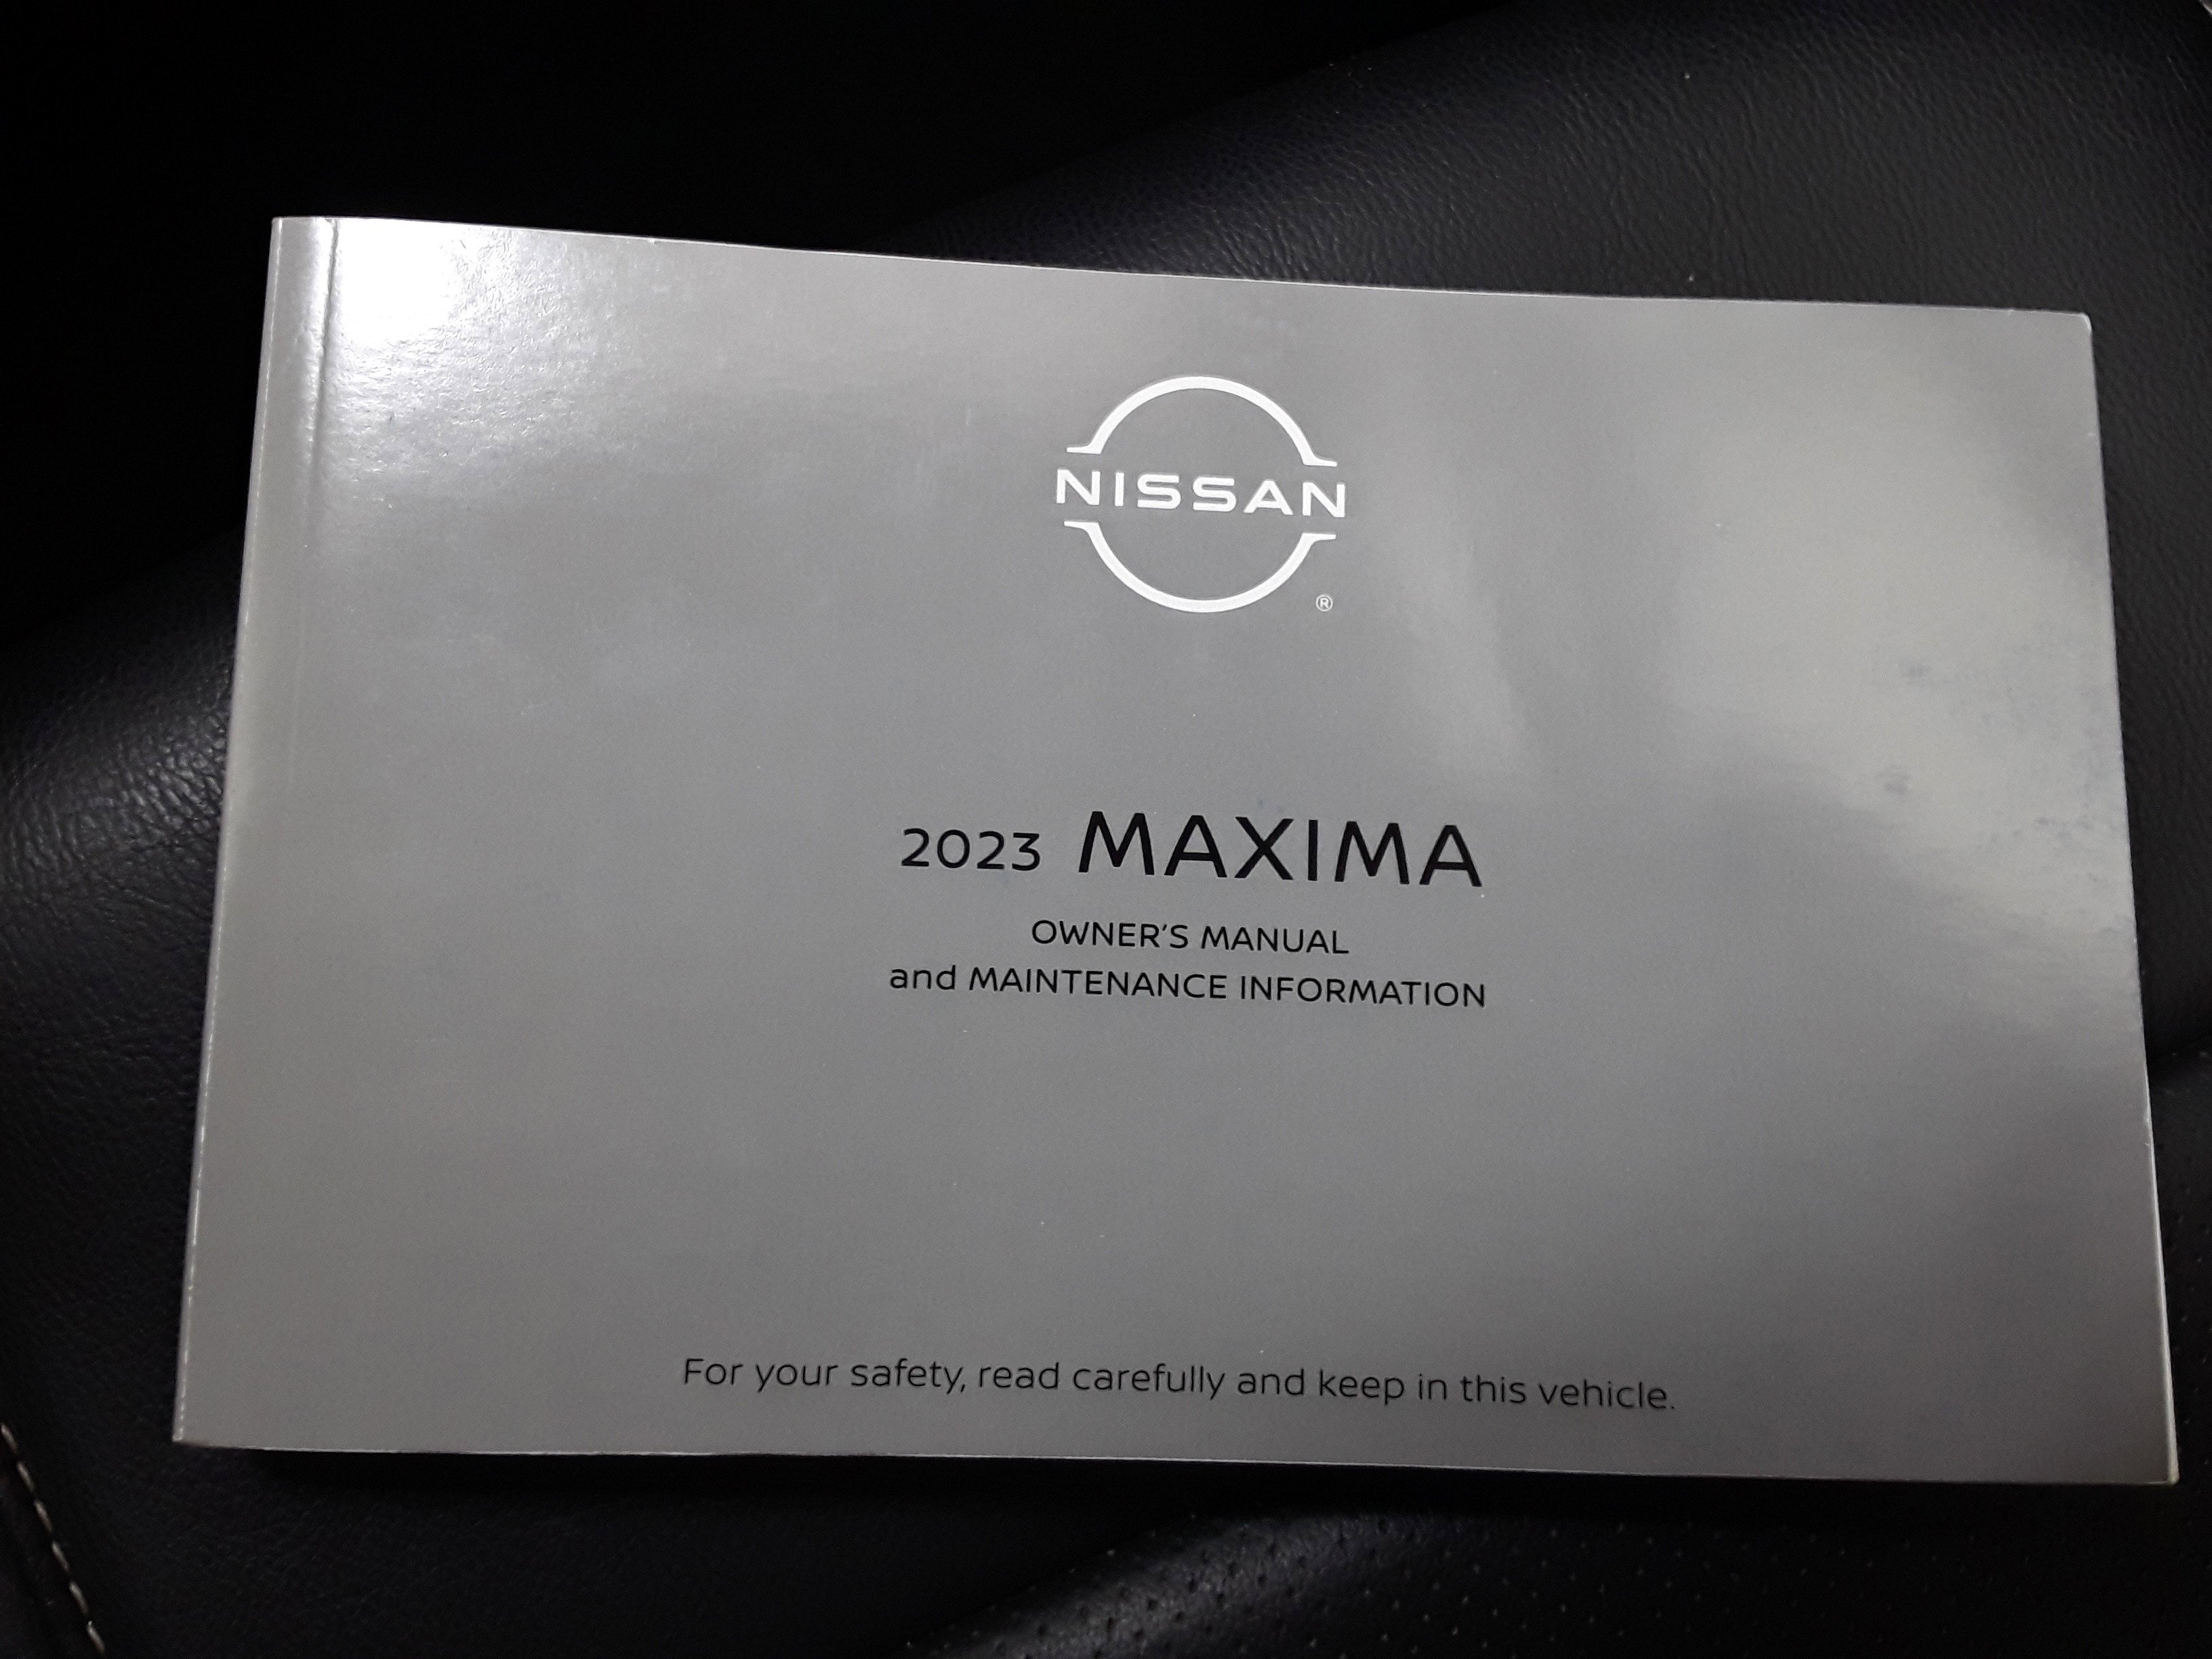 NISSAN
®
2023 MAXIMA
OWNER'S MANUAL
and MAINTENANCE INFORMATION
For your safety, read carefully and keep in this vehicle.